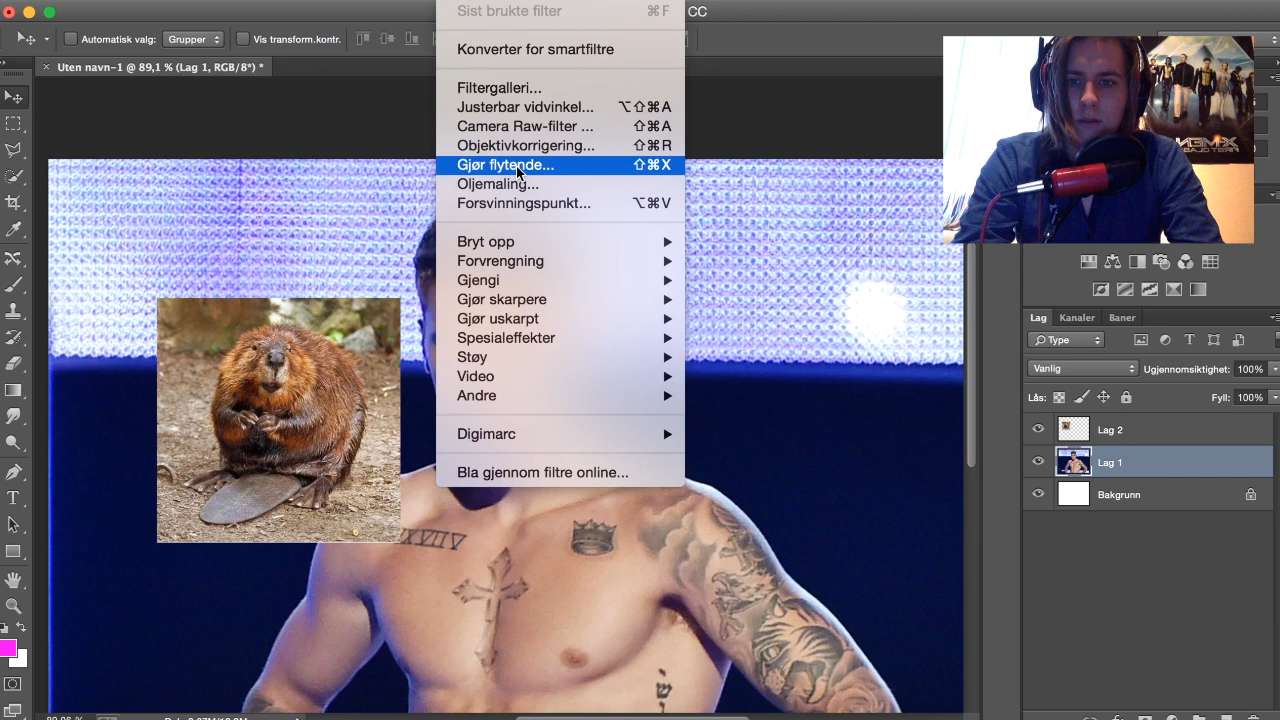 CC
Automatisk valg:
Grupper
Vis transform.kontr.
Uten navn-1 @ 89,1 % (Lag 1, RGB/8*) *
Sist brukte filter ⌘F
Konverter for smartfiltre
Filtergalleri...
Justerbar vidvinkel... ⌥⇧⌘A
Camera Raw-filter ... ⇧⌘A
Objektivkorrigering... ⇧⌘R
Gjør flytende... ⇧⌘X
Oljemaling...
Forsvinningspunkt... ⌥⌘V
Bryt opp
Forvrengning
Gjengi
Gjør skarpere
Gjør uskarpt
Spesialeffekter
Støy
Video
Andre
Digimarc
Bla gjennom filtre online...
Lag Kanaler Baner
Type
Vanlig Ugjennomsiktighet: 100%
Lås: Fyll: 100%
Lag 2
Lag 1
Bakgrunn